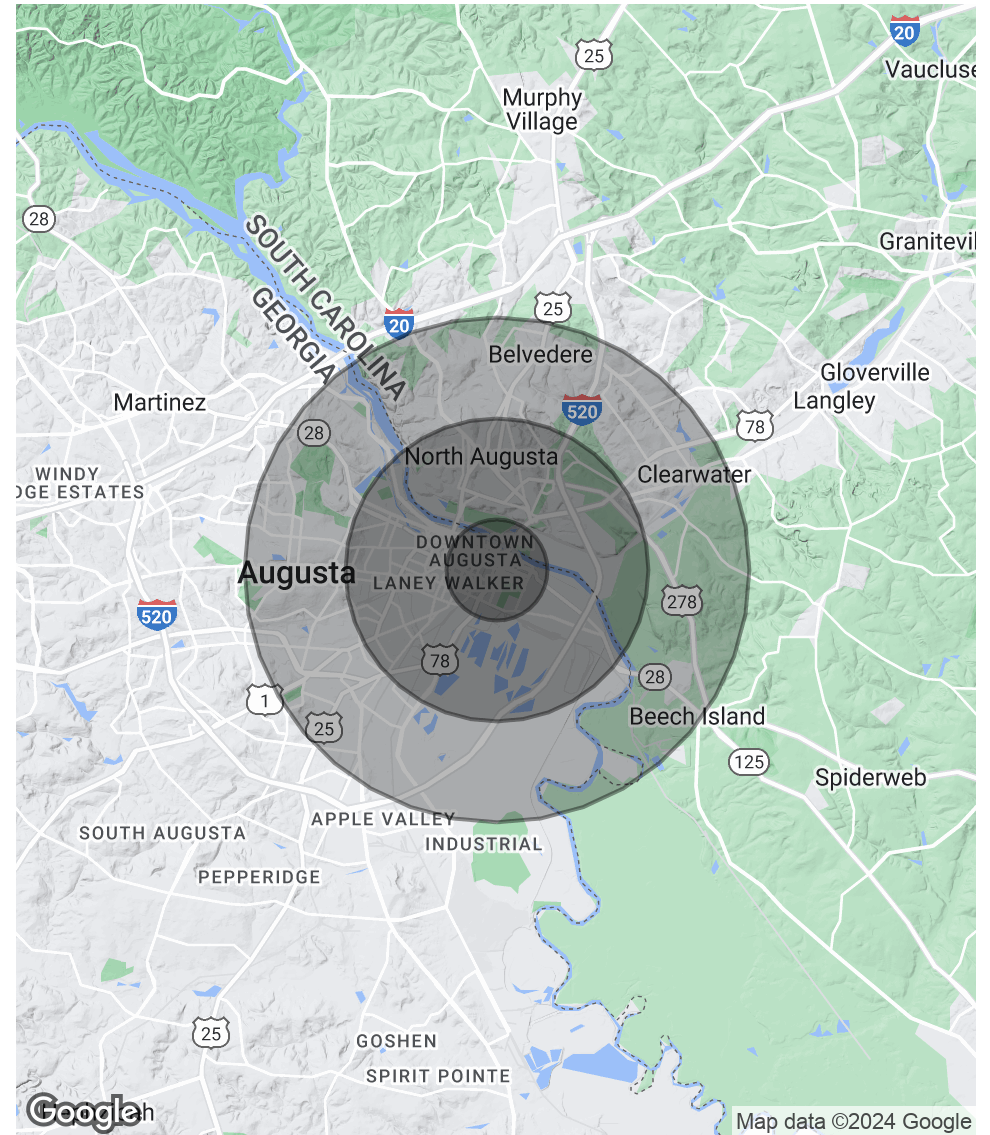 20
Vaucluse
25
Murphy
Village
28
SOUTH CAROLINA
GEORGIA
25
20
Belvedere
Gloverville
Langley
Martinez
520
28
78
North Augusta
Clearwater
WINDY
DGE ESTATES
DOWNTOWN
AUGUSTA
Augusta
LANEY WALKER
278
520
78
28
1
Beech Island
25
125
Spiderweb
APPLE VALLEY
SOUTH AUGUSTA
INDUSTRIAL
PEPPERIDGE
25
GOSHEN
SPIRIT POINTE
Google
Map data ©2024 Google